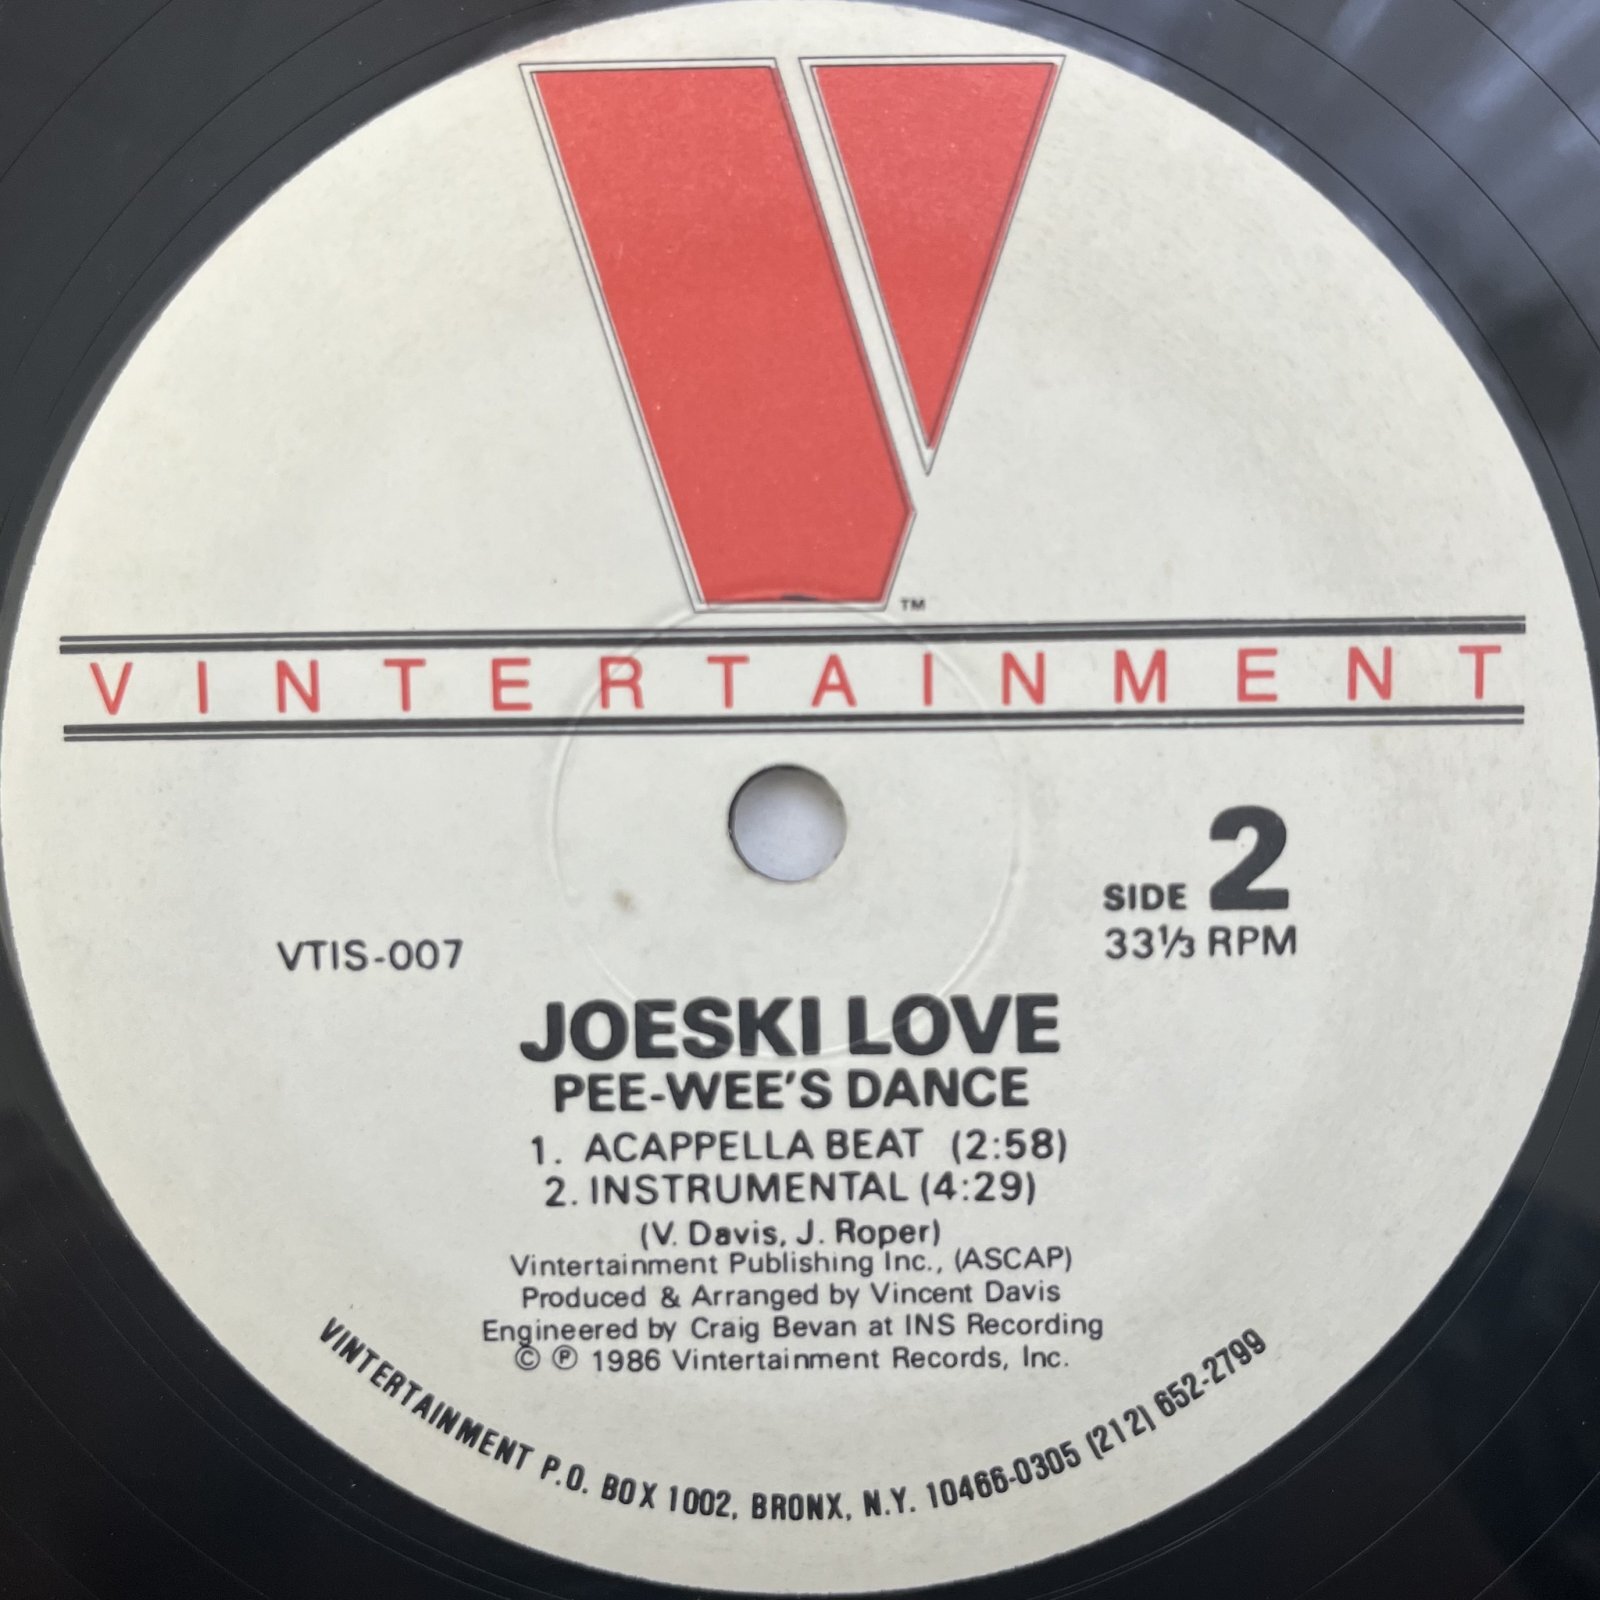 V
TM
VINTERTAINMENT
SIDE 2
VTIS-007
33⅓ RPM
JOESKI LOVE
PEE-WEE'S DANCE
1. ACAPPELLA BEAT (2:58)
2. INSTRUMENTAL (4:29)
(V. Davis, J. Roper)
Vintertainment Publishing Inc., (ASCAP)
Produced & Arranged by Vincent Davis
Engineered by Craig Bevan at INS Recording
© ℗ 1986 Vintertainment Records, Inc.
VINTERTAINMENT P.O. BOX 1002, BRONX, N.Y. 10466-0305 (212) 652-2799